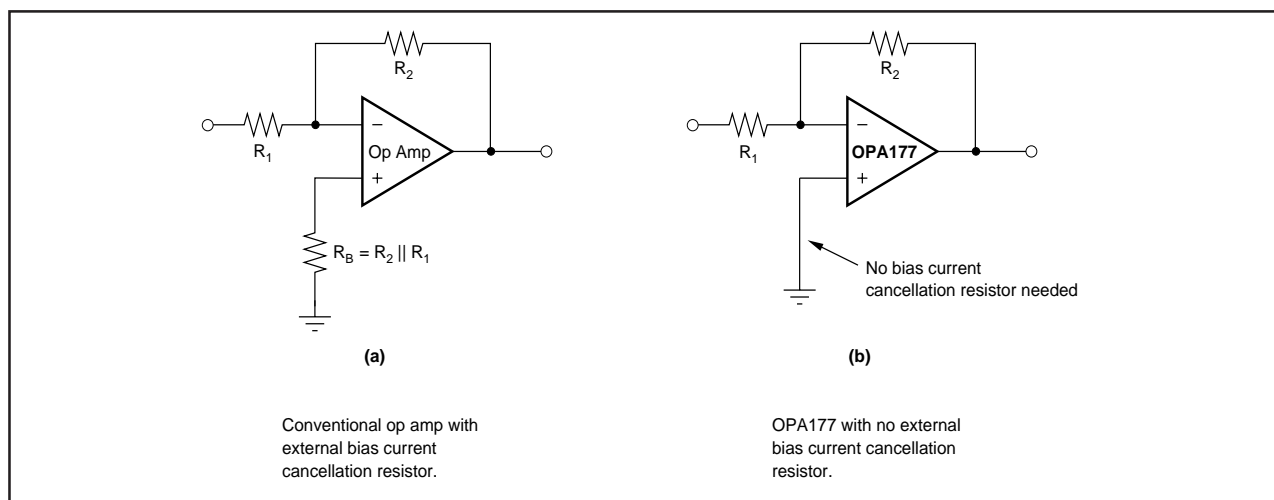 R2
R1
−
Op Amp
+
RB = R2 || R1
(a)
Conventional op amp with
external bias current
cancellation resistor.
R2
R1
−
OPA177
+
No bias current
cancellation resistor needed
(b)
OPA177 with no external
bias current cancellation
resistor.